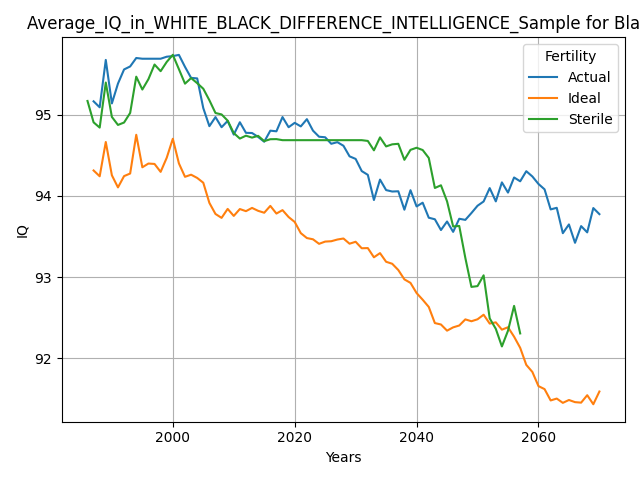 Average_IQ_in_WHITE_BLACK_DIFFERENCE_INTELLIGENCE_Sample for Bla
Fertility
Actual
Ideal
Sterile
95
94
93
92
IQ
2000 2020 2040 2060
Years